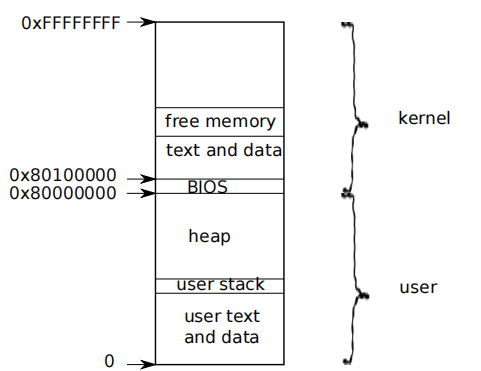 0xFFFFFFFF
free memory
kernel
text and data
0x80100000
BIOS
0x80000000
heap
user stack
user
user text
and data
0